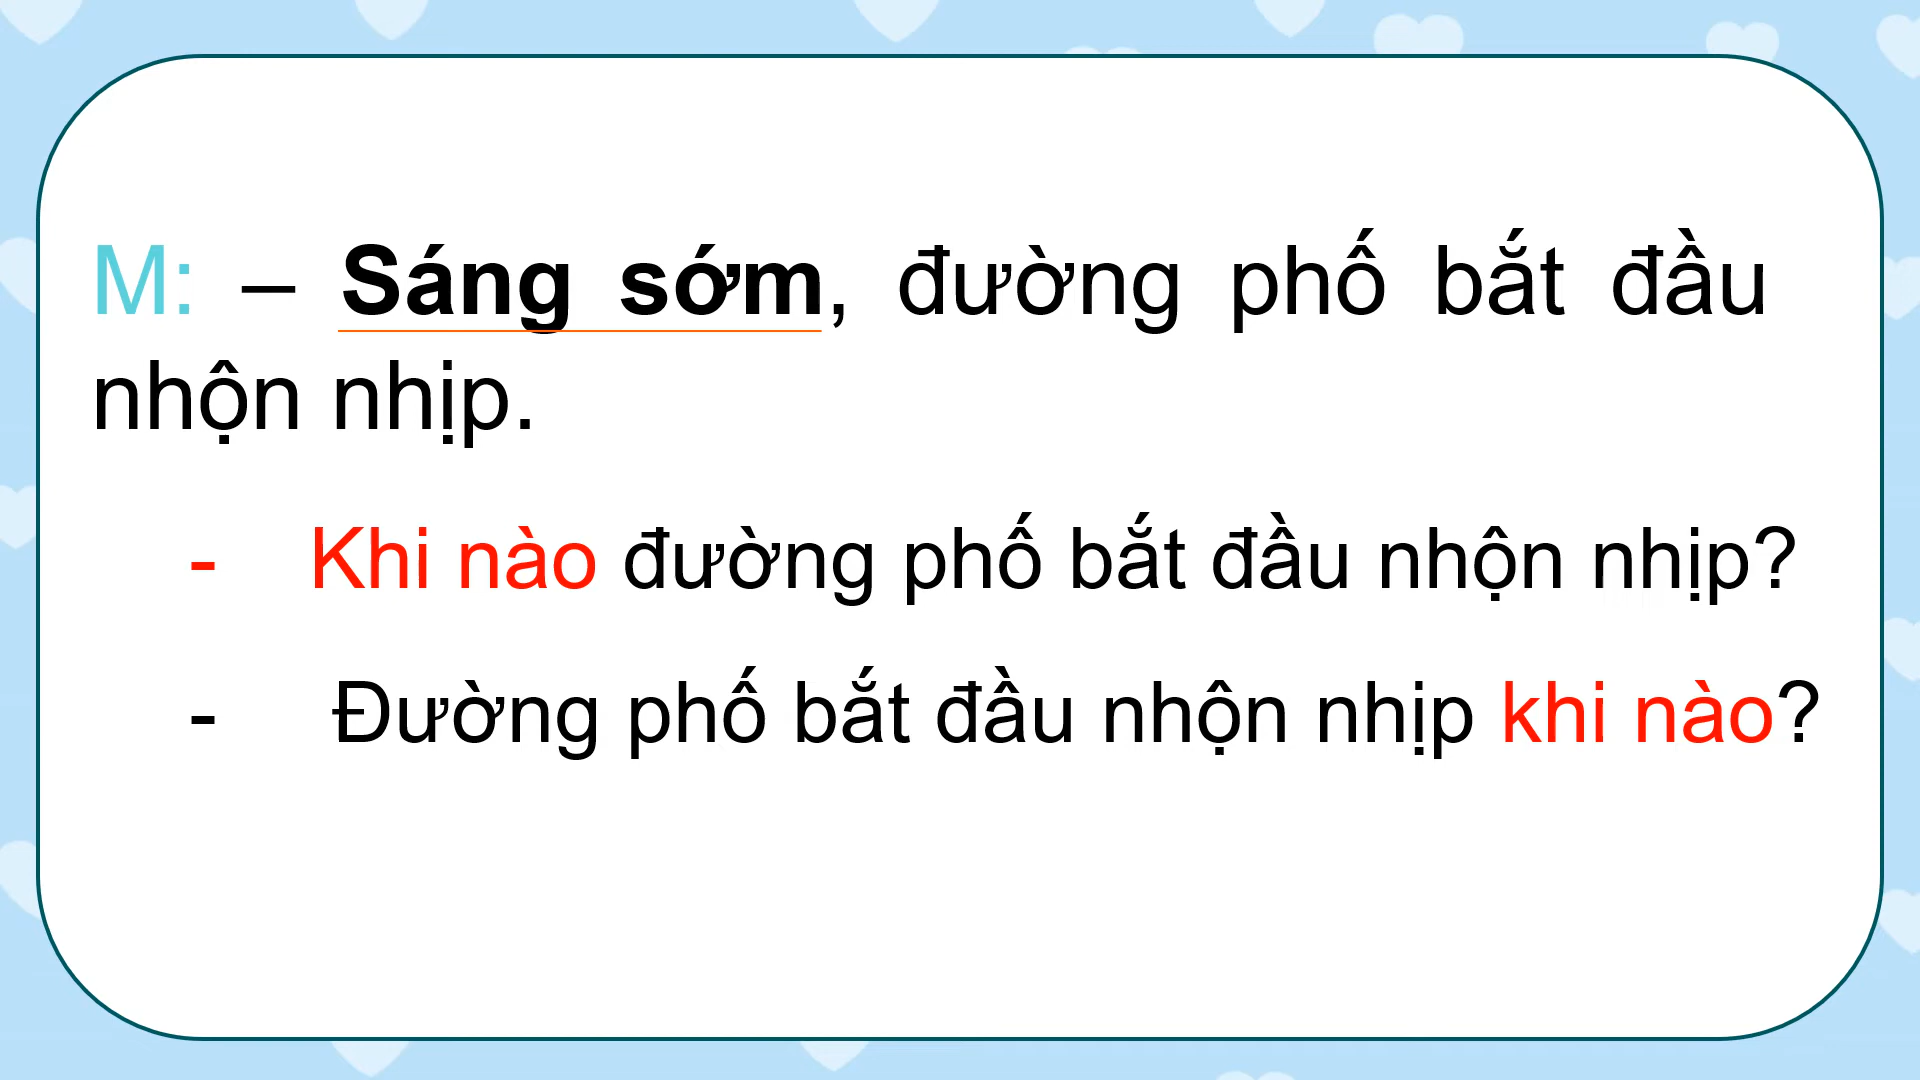 M: – Sáng sớm, đường phố bắt đầu
nhộn nhịp.
- Khi nào đường phố bắt đầu nhộn nhịp?
- Đường phố bắt đầu nhộn nhịp khi nào?